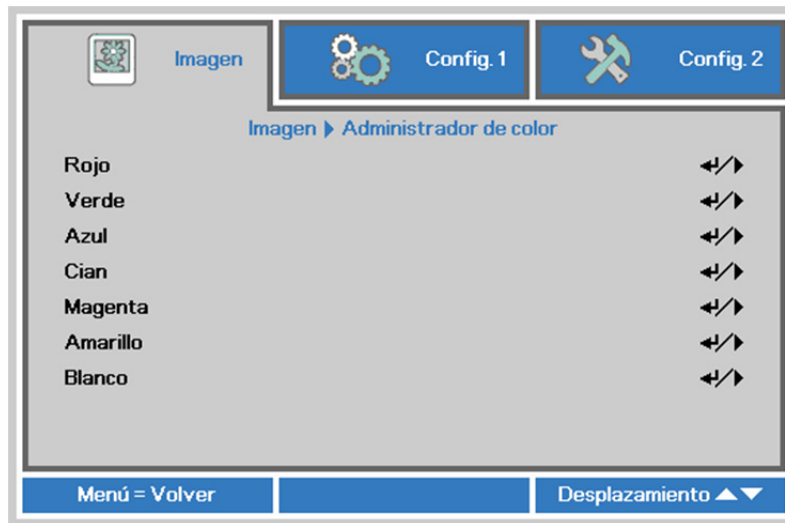 Imagen Config. 1 Config. 2
Imagen ▶ Administrador de color
Rojo
Verde
Azul
Cian
Magenta
Amarillo
Blanco
Menú = Volver Desplazamiento ▲▼